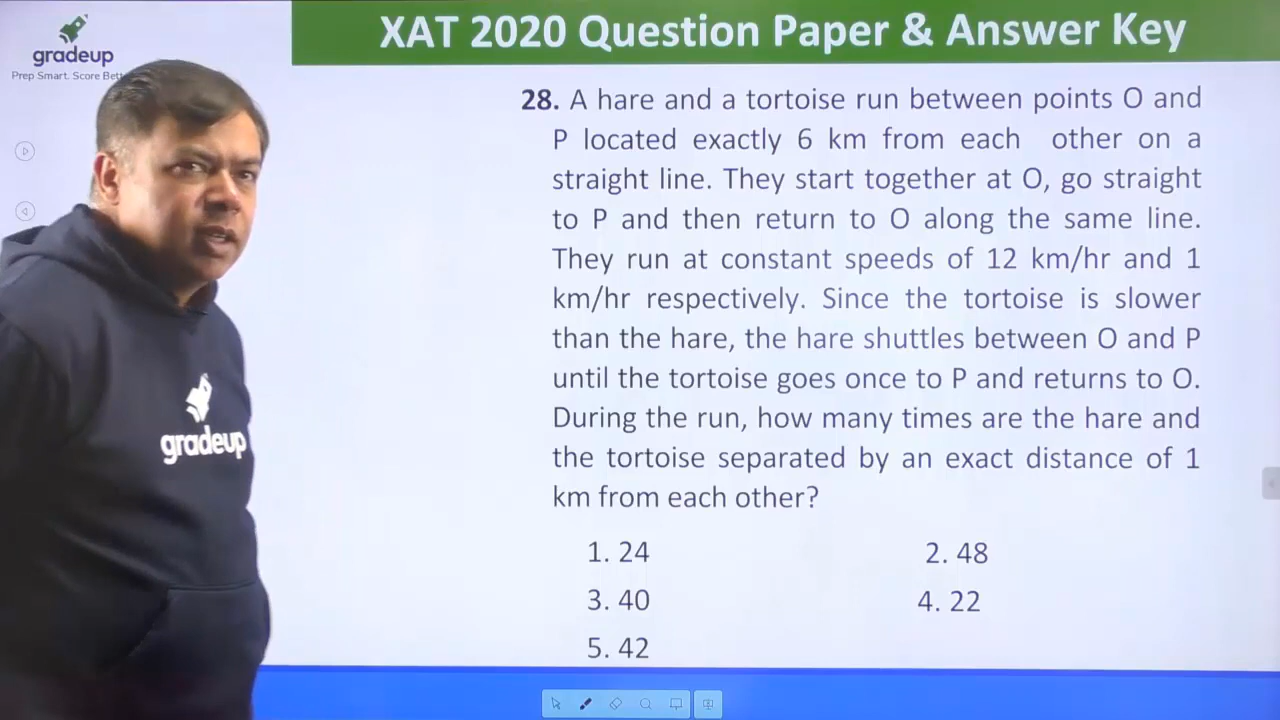 gradeup
Prep Smart. Score Bett
XAT 2020 Question Paper & Answer Key
28. A hare and a tortoise run between points O and
P located exactly 6 km from each other on a
straight line. They start together at O, go straight
to P and then return to O along the same line.
They run at constant speeds of 12 km/hr and 1
km/hr respectively. Since the tortoise is slower
than the hare, the hare shuttles between O and P
until the tortoise goes once to P and returns to O.
During the run, how many times are the hare and
the tortoise separated by an exact distance of 1
km from each other?
1. 24 2. 48
3. 40 4. 22
5. 42
gradeup